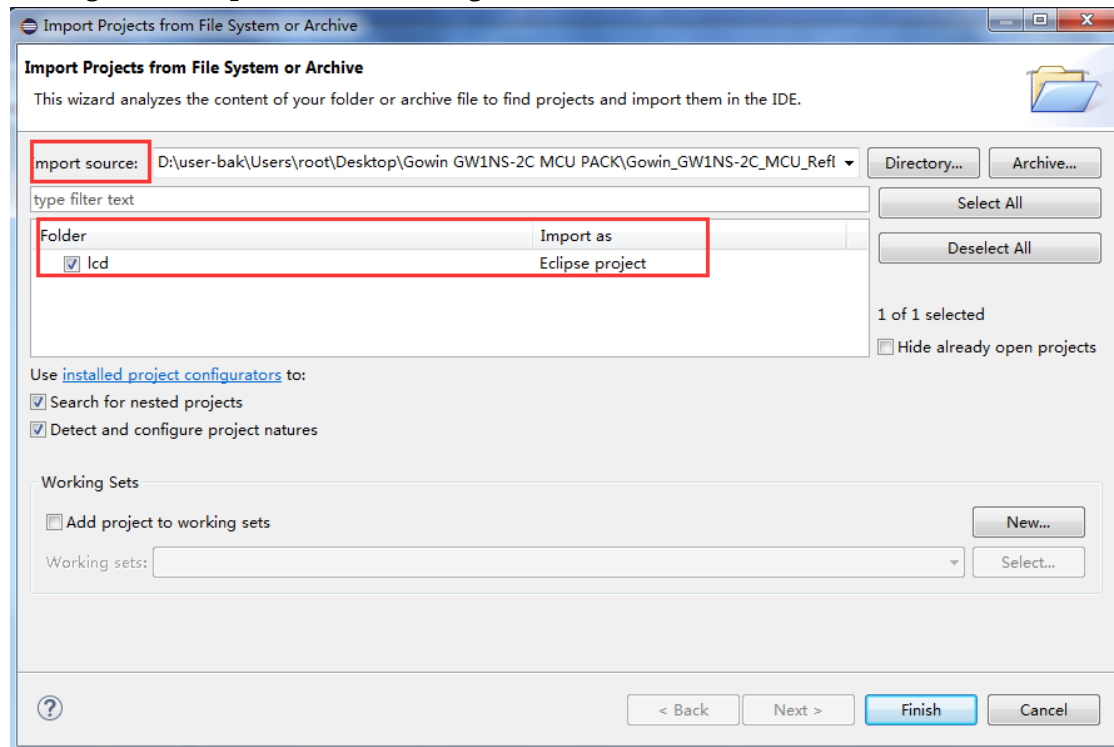 Import Projects from File System or Archive
Import Projects from File System or Archive
This wizard analyzes the content of your folder or archive file to find projects and import them in the IDE.
mport source: D:\user-bak\Users\root\Desktop\Gowin GW1NS-2C MCU PACK\Gowin_GW1NS-2C_MCU_Refl Directory... Archive...
type filter text Select All
Folder Import as
Deselect All
lcd Eclipse project
1 of 1 selected
Hide already open projects
Use installed project configurators to:
Search for nested projects
Detect and configure project natures
Working Sets
Add project to working sets New...
Working sets: Select...
? < Back Next > Finish Cancel